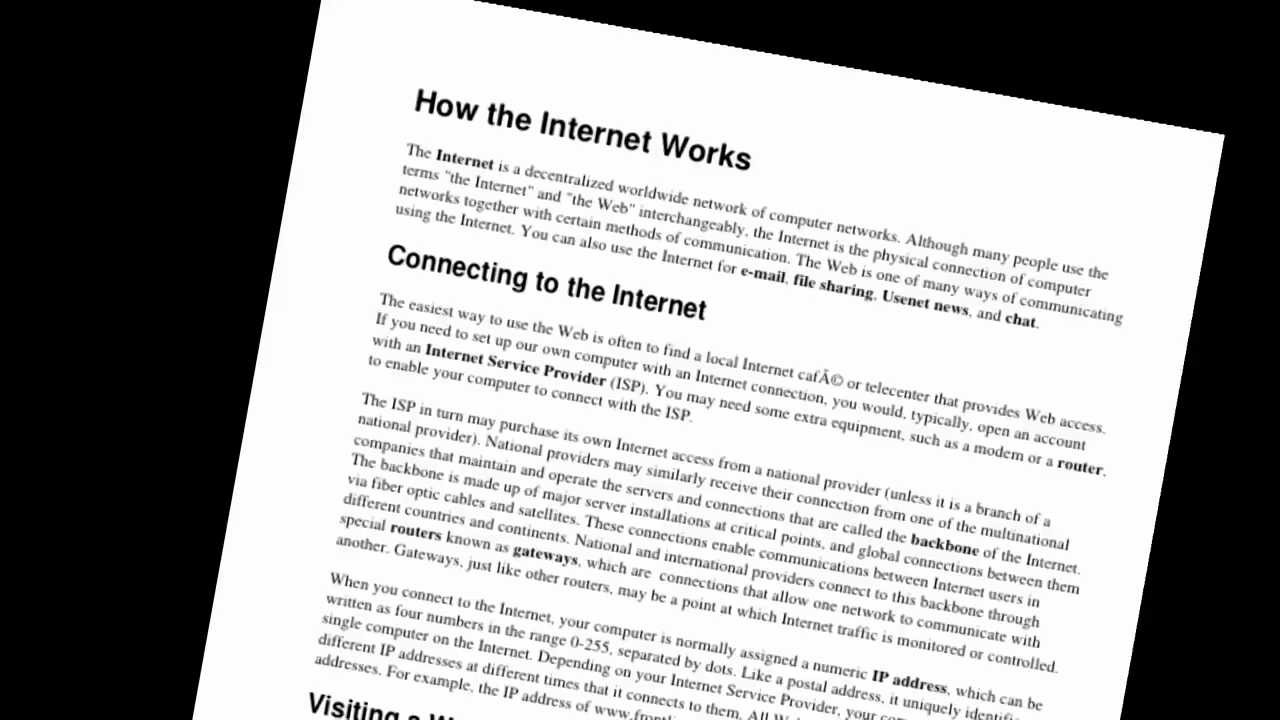 How the Internet Works
The Internet is a decentralized worldwide network of computer networks. Although many people use the
terms "the Internet" and "the Web" interchangeably, the Internet is the physical connection of computer
networks together with certain methods of communication. The Web is one of many ways of communicating
using the Internet. You can also use the Internet for e-mail, file sharing, Usenet news, and chat.
Connecting to the Internet
The easiest way to use the Web is often to find a local Internet cafÃ© or telecenter that provides Web access.
If you need to set up our own computer with an Internet connection, you would, typically, open an account
with an Internet Service Provider (ISP). You may need some extra equipment, such as a modem or a router,
to enable your computer to connect with the ISP.
The ISP in turn may purchase its own Internet access from a national provider (unless it is a branch of a
national provider). National providers may similarly receive their connection from one of the multinational
companies that maintain and operate the servers and connections that are called the backbone of the Internet.
The backbone is made up of major server installations at critical points, and global connections between them
via fiber optic cables and satellites. These connections enable communications between Internet users in
different countries and continents. National and international providers connect to this backbone through
special routers known as gateways, which are connections that allow one network to communicate with
another. Gateways, just like other routers, may be a point at which Internet traffic is monitored or controlled.
When you connect to the Internet, your computer is normally assigned a numeric IP address, which can be
written as four numbers in the range 0-255, separated by dots. Like a postal address, it uniquely
single computer on the Internet. Depending on your Internet Service Provider, your
different IP addresses at different times that it connects to them. All
addresses. For example, the IP address of
Visiting a